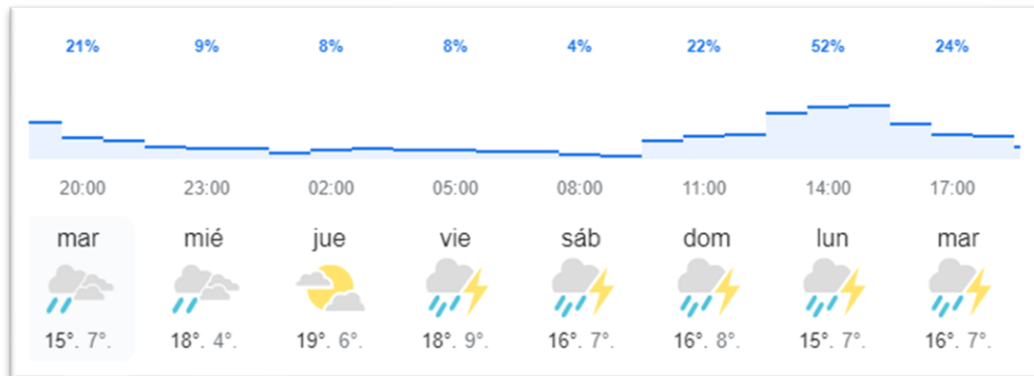 21% 9% 8% 8% 4% 22% 52% 24%
20:00 23:00 02:00 05:00 08:00 11:00 14:00 17:00
mar mié jue vie sáb dom lun mar
15°. 7°. 18°. 4°. 19°. 6°. 18°. 9°. 16°. 7°. 16°. 8°. 15°. 7°. 16°. 7°.